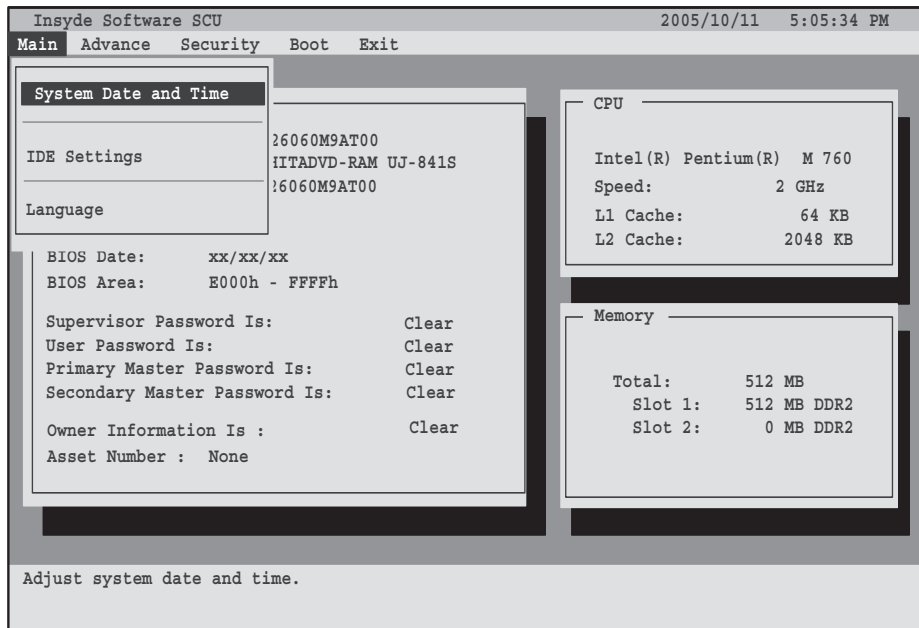 Insyde Software SCU 2005/10/11 5:05:34 PM
Main Advance Security Boot Exit
System Date and Time
IDE Settings
Language
26060M9AT00
HITADVD-RAM UJ-841S
26060M9AT00
BIOS Date: xx/xx/xx
BIOS Area: E000h - FFFFh
Supervisor Password Is: Clear
User Password Is: Clear
Primary Master Password Is: Clear
Secondary Master Password Is: Clear
Owner Information Is : Clear
Asset Number : None
CPU
Intel(R) Pentium(R) M 760
Speed: 2 GHz
L1 Cache: 64 KB
L2 Cache: 2048 KB
Memory
Total: 512 MB
Slot 1: 512 MB DDR2
Slot 2: 0 MB DDR2
Adjust system date and time.